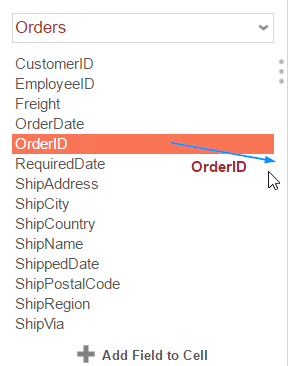 Orders
CustomerID
EmployeeID
Freight
OrderDate
OrderID
RequiredDate
OrderID
ShipAddress
ShipCity
ShipCountry
ShipName
ShippedDate
ShipPostalCode
ShipRegion
ShipVia
Add Field to Cell